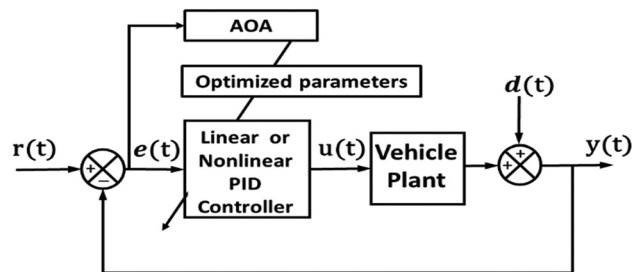 AOA
Optimized parameters
d(t)
r(t)
+
−
e(t)
Linear or
Nonlinear
PID
Controller
u(t)
Vehicle
Plant
+
+
y(t)